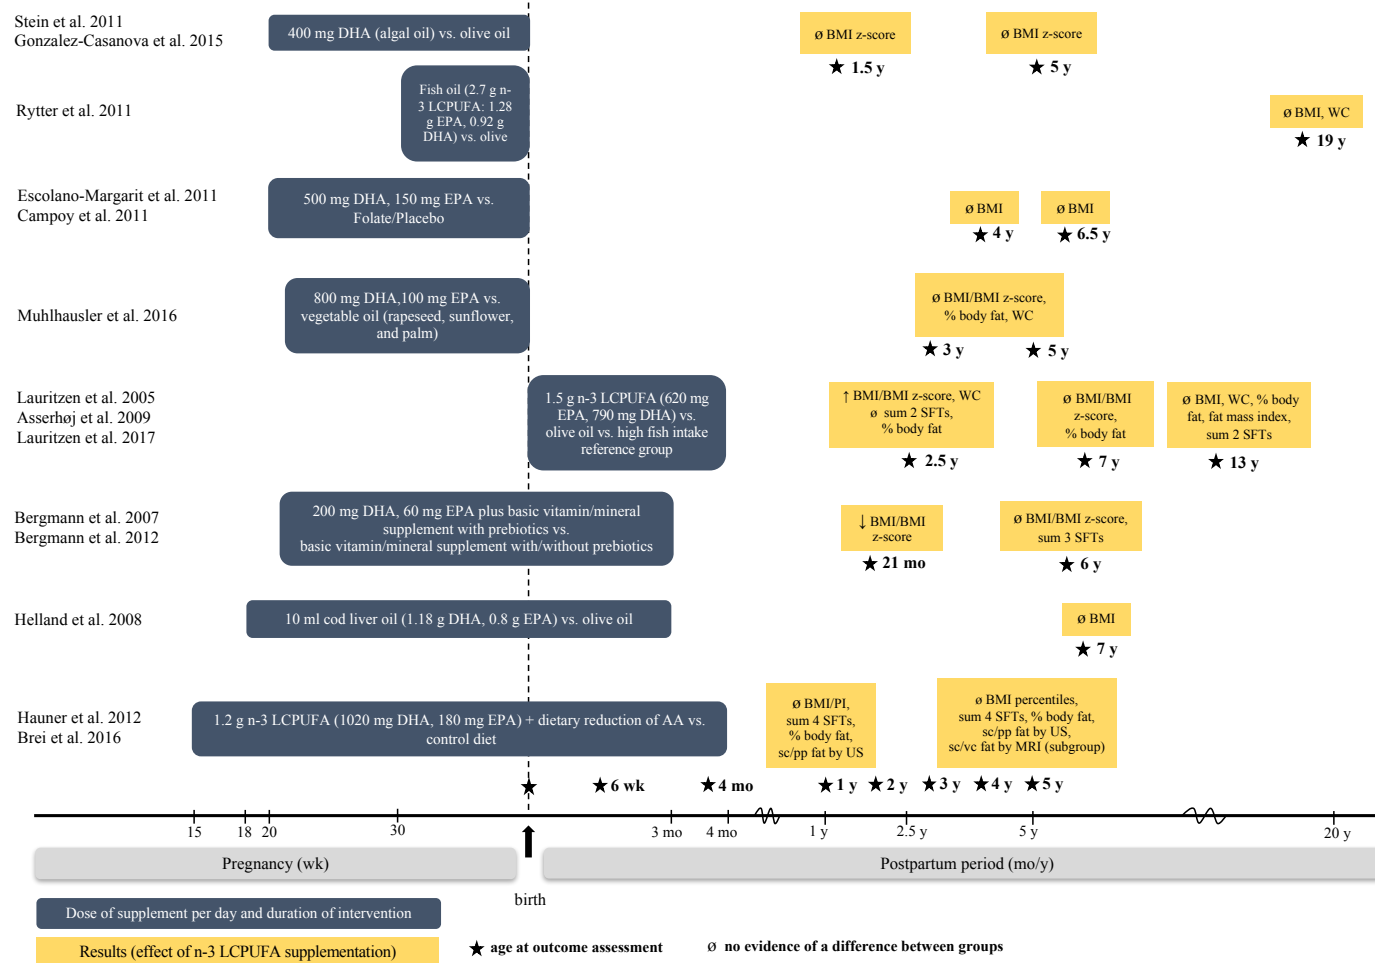 Stein et al. 2011
Gonzalez-Casanova et al. 2015
400 mg DHA (algal oil) vs. olive oil
ø BMI z-score
★ 1.5 y
ø BMI z-score
★ 5 y
Rytter et al. 2011
Fish oil (2.7 g n-
3 LCPUFA: 1.28
g EPA, 0.92 g
DHA) vs. olive
ø BMI, WC
★ 19 y
Escolano-Margarit et al. 2011
Campoy et al. 2011
500 mg DHA, 150 mg EPA vs.
Folate/Placebo
ø BMI
★ 4 y
ø BMI
★ 6.5 y
Muhlhausler et al. 2016
800 mg DHA,100 mg EPA vs.
vegetable oil (rapeseed, sunflower,
and palm)
ø BMI/BMI z-score,
% body fat, WC
★ 3 y
★ 5 y
Lauritzen et al. 2005
Asserhøj et al. 2009
Lauritzen et al. 2017
1.5 g n-3 LCPUFA (620 mg
EPA, 790 mg DHA) vs.
olive oil vs. high fish intake
reference group
↑ BMI/BMI z-score, WC
ø sum 2 SFTs,
% body fat
★ 2.5 y
ø BMI/BMI
z-score,
% body fat
★ 7 y
ø BMI, WC, % body
fat, fat mass index,
sum 2 SFTs
★ 13 y
Bergmann et al. 2007
Bergmann et al. 2012
200 mg DHA, 60 mg EPA plus basic vitamin/mineral
supplement with prebiotics vs.
basic vitamin/mineral supplement with/without prebiotics
↓ BMI/BMI
z-score
★ 21 mo
ø BMI/BMI z-score,
sum 3 SFTs
★ 6 y
Helland et al. 2008
10 ml cod liver oil (1.18 g DHA, 0.8 g EPA) vs. olive oil
ø BMI
★ 7 y
Hauner et al. 2012
Brei et al. 2016
1.2 g n-3 LCPUFA (1020 mg DHA, 180 mg EPA) + dietary reduction of AA vs.
control diet
ø BMI/PI,
sum 4 SFTs,
% body fat,
sc/pp fat by US
ø BMI percentiles,
sum 4 SFTs, % body fat,
sc/pp fat by US,
sc/vc fat by MRI (subgroup)
★ ★ 6 wk ★ 4 mo ★ 1 y ★ 2 y ★ 3 y ★ 4 y ★ 5 y
15 18 20 30 3 mo 4 mo 1 y 2.5 y 5 y 20 y
Pregnancy (wk)
Postpartum period (mo/y)
birth
Dose of supplement per day and duration of intervention
Results (effect of n-3 LCPUFA supplementation)
★ age at outcome assessment
ø no evidence of a difference between groups